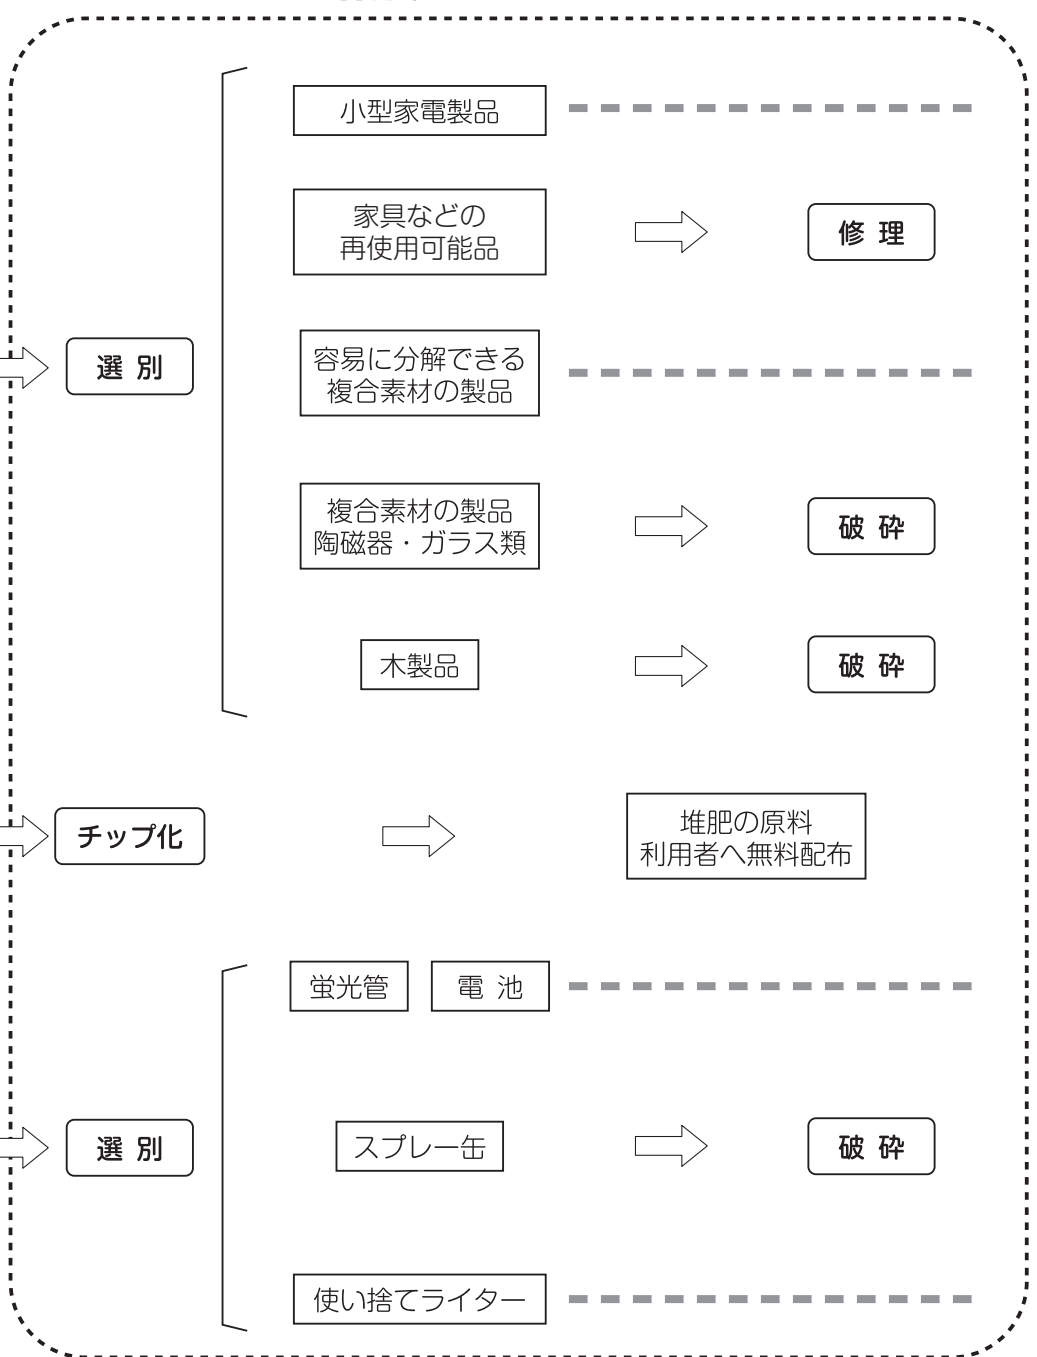 小型家電製品
家具などの
再使用可能品
修 理
選 別
容易に分解できる
複合素材の製品
複合素材の製品
陶磁器・ガラス類
破 砕
木製品
破 砕
チップ化
堆肥の原料
利用者へ無料配布
蛍光管
電 池
選 別
スプレー缶
破 砕
使い捨てライター